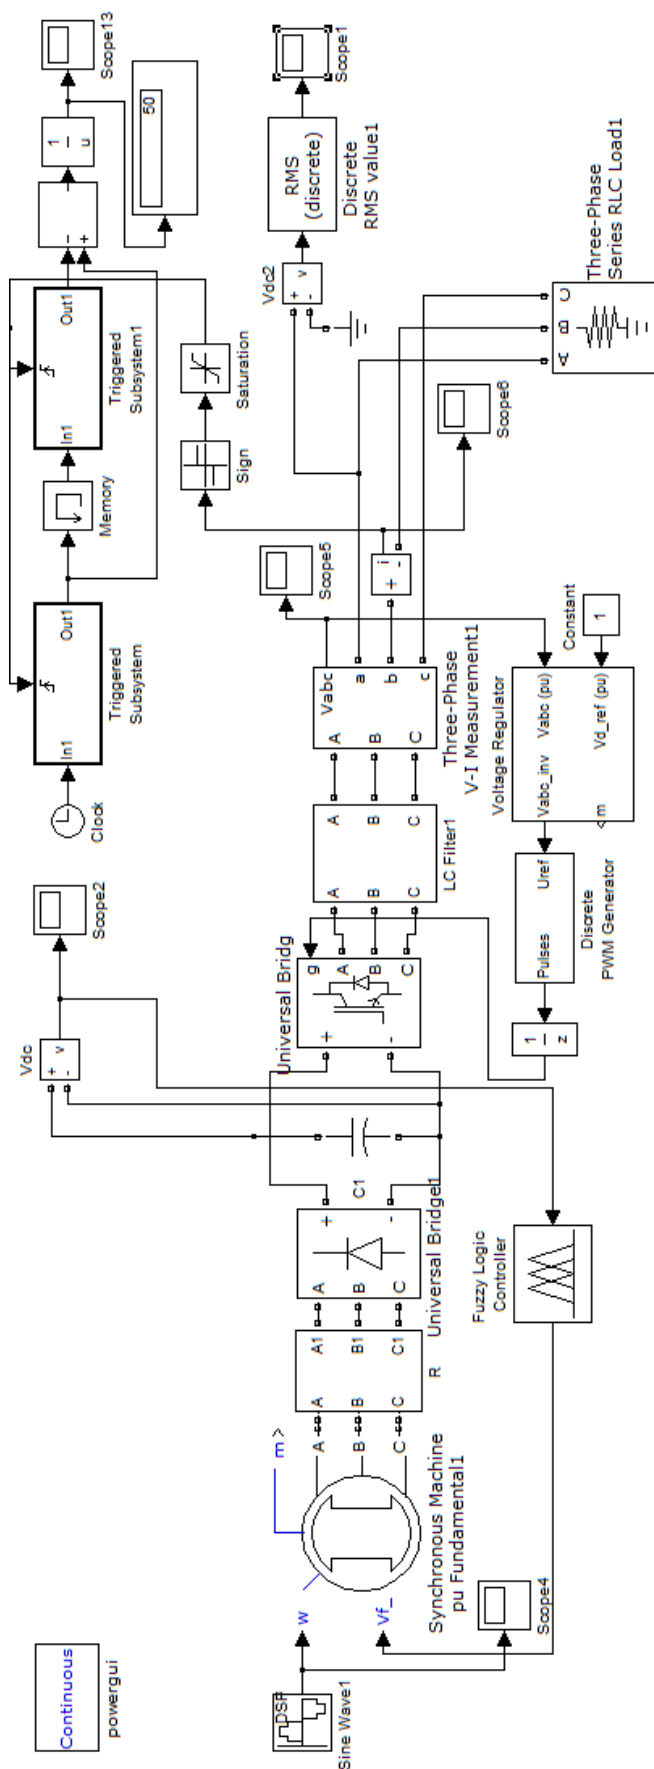 Continuous
powergui
DSP
Sine Wave1
Scope4
w
Vf_
m >
A
B
C
Synchronous Machine
pu Fundamental1
A
B
C
A1
B1
C1
R
A
B
C
+
-
Universal Bridge1
C1
Fuzzy Logic
Controller
Vdc
+
-
v
Scope2
Universal Bridg
+
-
g
A
B
C
1
z
Pulses
Uref
Discrete
PWM Generator
A
B
C
A
B
C
LC Filter1
A
B
C
Vabc
a
b
c
Three-Phase
V-I Measurement1
Voltage Regulator
Vabc_inv
Vabc (pu)
< m
Vd_ref (pu)
Constant
1
Scope5
+
-
i
Scope6
Sign
Saturation
Clock
In1
Out1
Triggered
Subsystem
Memory
In1
Out1
Triggered
Subsystem1
-
+
1
u
Scope13
50
Vdc2
+
-
v
RMS
(discrete)
Discrete
RMS value1
Scope1
A
B
C
Three-Phase
Series RLC Load1